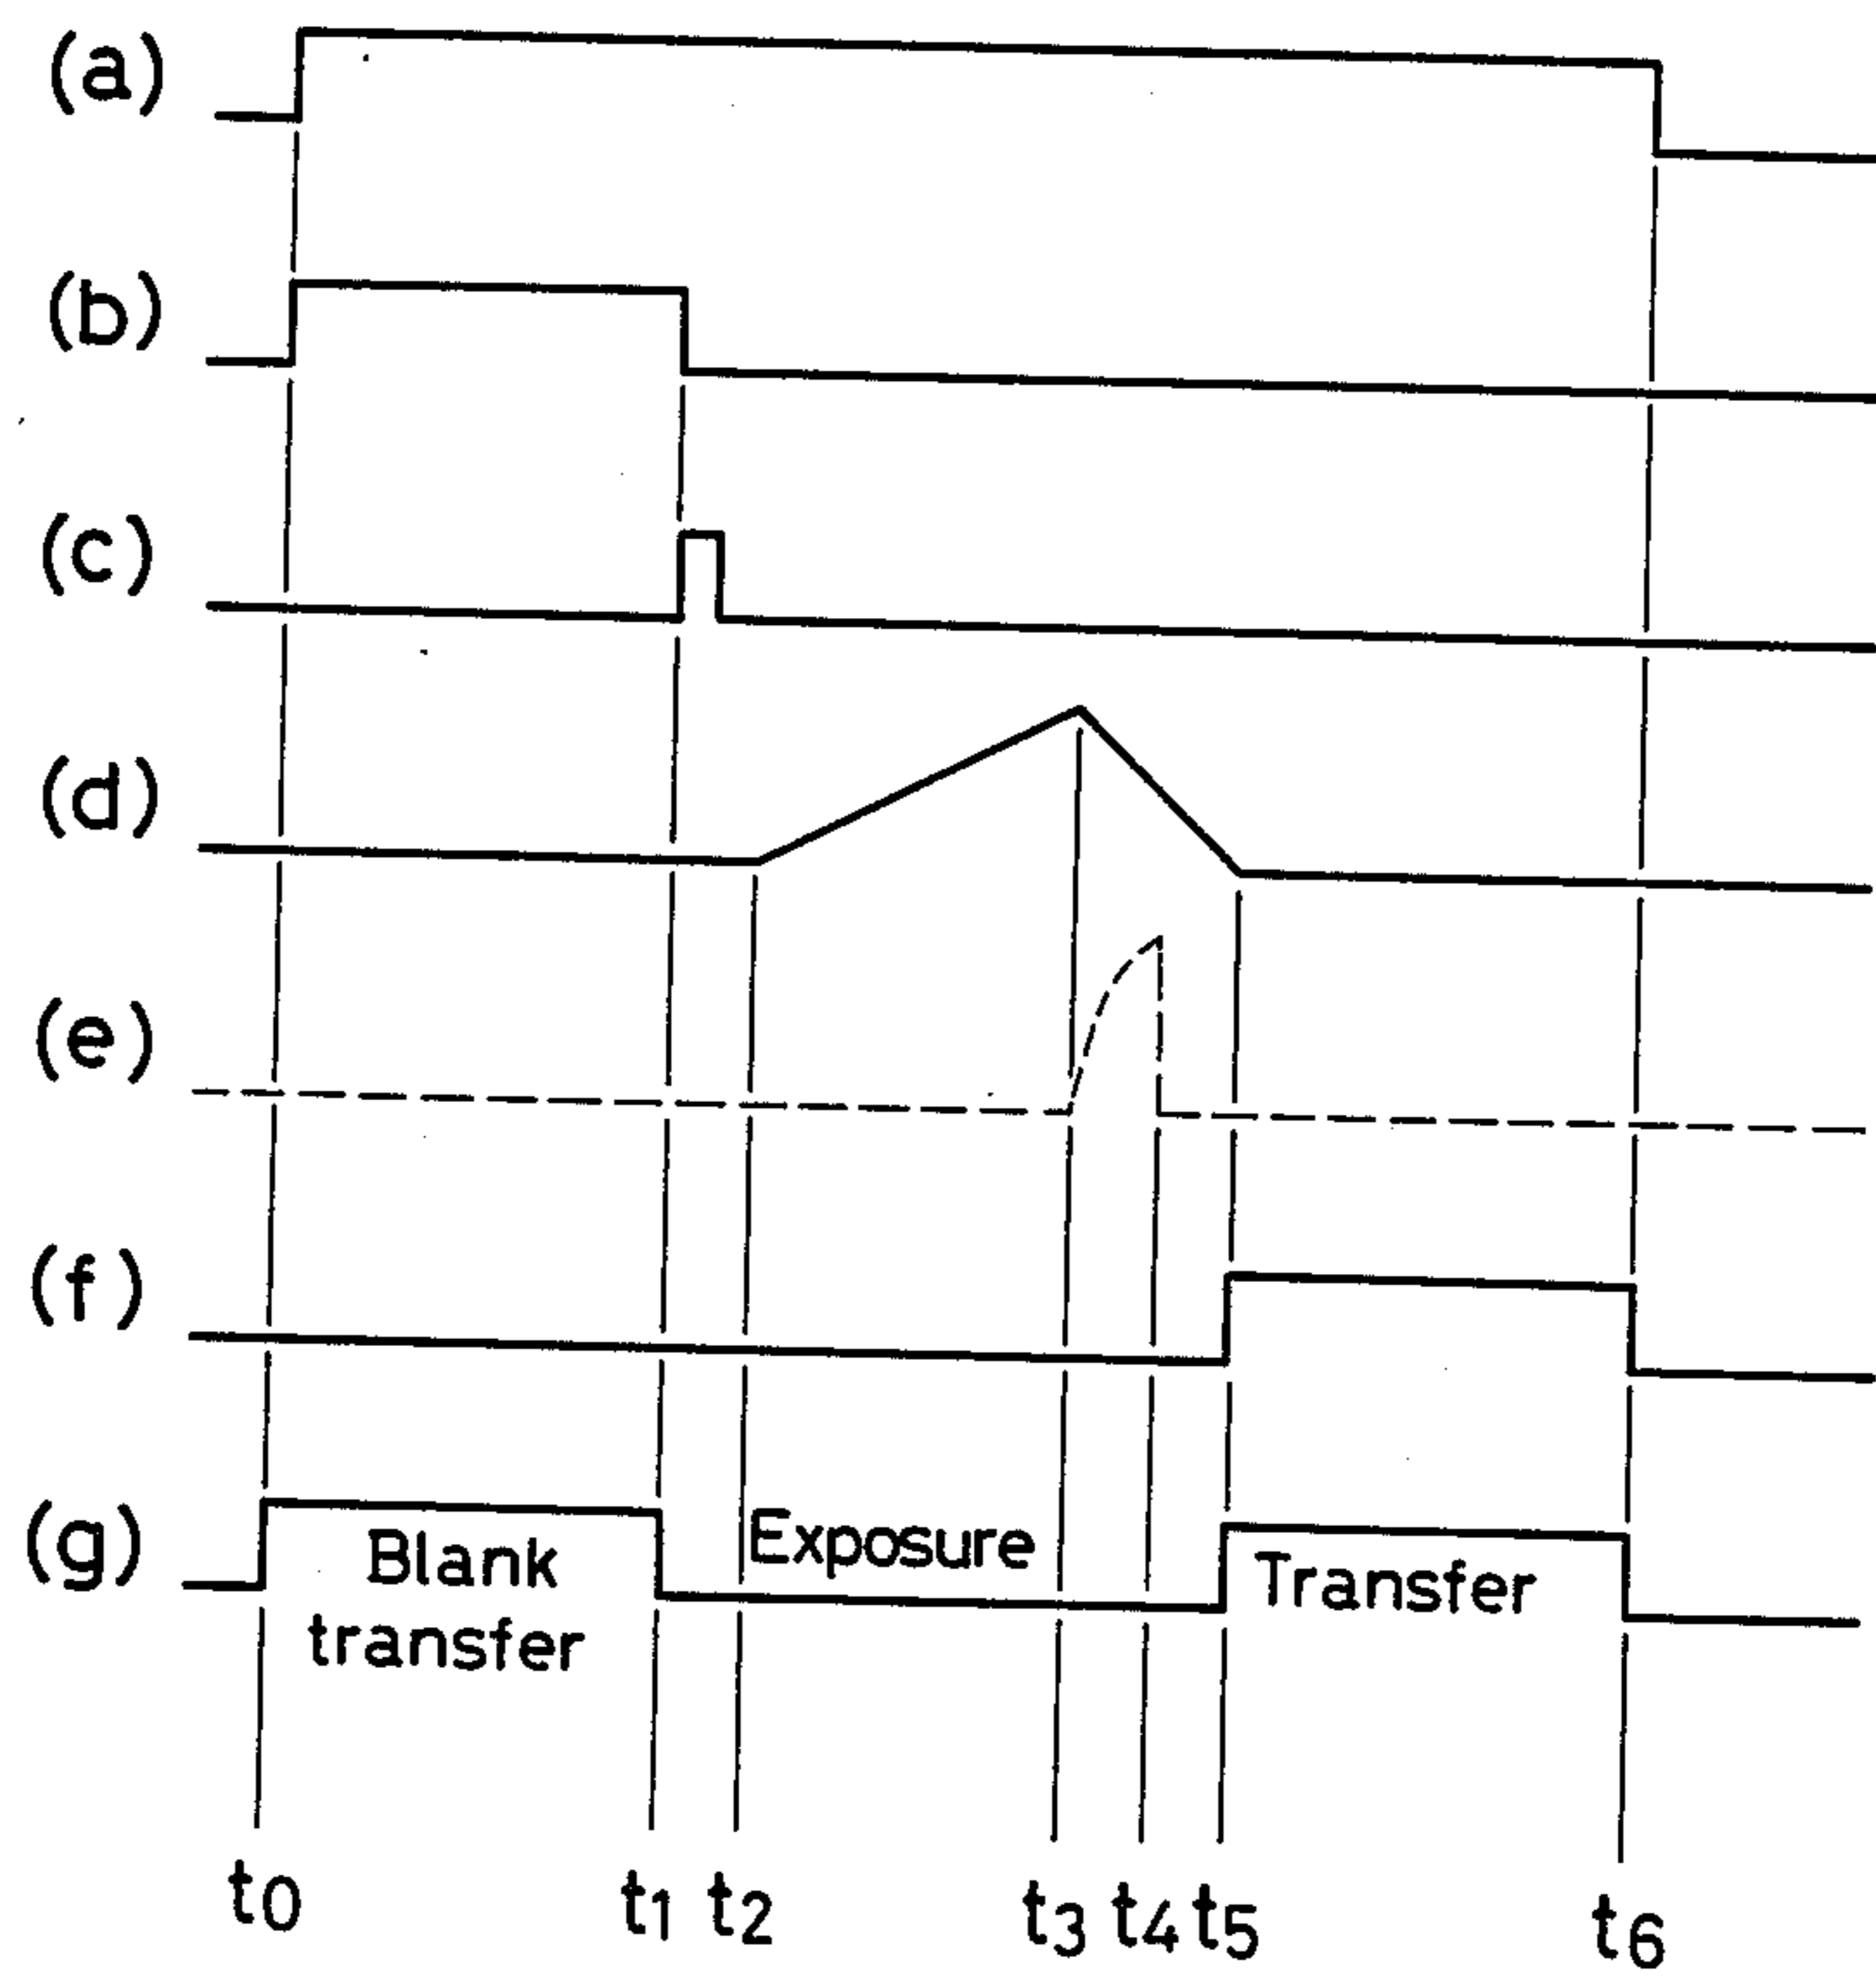 (a)
(b)
(c)
(d)
(e)
(f)
(g)
Blank
transfer
Exposure
Transfer
t0 t1 t2 t3 t4 t5 t6